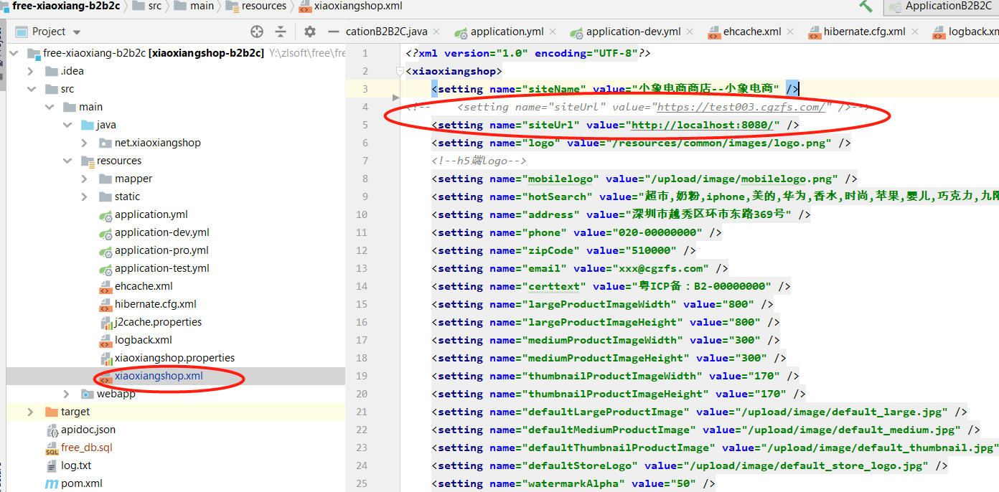 free-xiaoxiang-b2b2c src main resources xiaoxiangshop.xml ApplicationB2B2C
Project cationB2B2C.java application.yml application-dev.yml ehcache.xml hibernate.cfg.xml logback.xm
free-xiaoxiang-b2b2c [xiaoxiangshop-b2b2c] Y:\zlsoft\free\fre
.idea
src
main
java
net.xiaoxiangshop
resources
mapper
static
application.yml
application-dev.yml
application-pro.yml
application-test.yml
ehcache.xml
hibernate.cfg.xml
j2cache.properties
logback.xml
xiaoxiangshop.properties
xiaoxiangshop.xml
webapp
target
apidoc.json
free_db.sql
log.txt
pom.xml
1 <?xml version="1.0" encoding="UTF-8"?>
2 <xiaoxiangshop>
3 <setting name="siteName" value="小象电商商店--小象电商" />
4 <!-- <setting name="siteUrl" value="https://test003.cgzfs.com/" />-->
5 <setting name="siteUrl" value="http://localhost:8080/" />
6 <setting name="logo" value="/resources/common/images/logo.png" />
7 <!--h5端logo-->
8 <setting name="mobilelogo" value="/upload/image/mobilelogo.png" />
9 <setting name="hotSearch" value="超市,奶粉,iphone,美的,华为,香水,时尚,苹果,婴儿,巧克力,九阳
10 <setting name="address" value="深圳市越秀区环市东路369号" />
11 <setting name="phone" value="020-00000000" />
12 <setting name="zipCode" value="510000" />
13 <setting name="email" value="xxx@cgzfs.com" />
14 <setting name="certtext" value="粤ICP备：B2-00000000" />
15 <setting name="largeProductImageWidth" value="800" />
16 <setting name="largeProductImageHeight" value="800" />
17 <setting name="mediumProductImageWidth" value="300" />
18 <setting name="mediumProductImageHeight" value="300" />
19 <setting name="thumbnailProductImageWidth" value="170" />
20 <setting name="thumbnailProductImageHeight" value="170" />
21 <setting name="defaultLargeProductImage" value="/upload/image/default_large.jpg" />
22 <setting name="defaultMediumProductImage" value="/upload/image/default_medium.jpg" />
23 <setting name="defaultThumbnailProductImage" value="/upload/image/default_thumbnail.jpg"
24 <setting name="defaultStoreLogo" value="/upload/image/default_store_logo.jpg" />
25 <setting name="watermarkAlpha" value="50" />